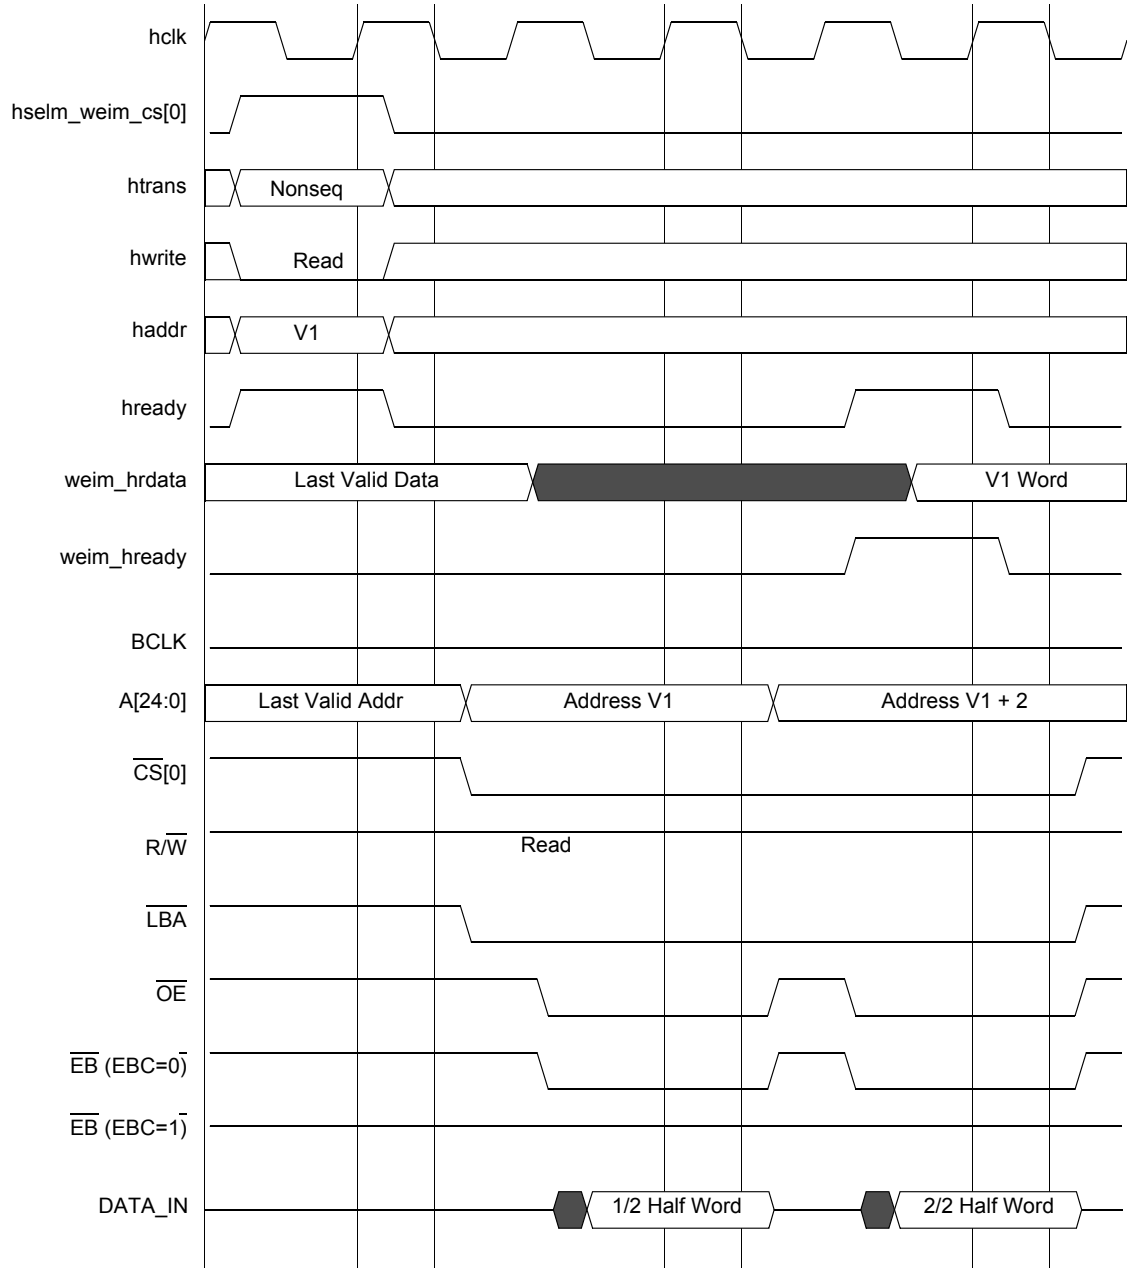 hclk
hselm_weim_cs[0]
htrans Nonseq
hwrite Read
haddr V1
hready
weim_hrdata Last Valid Data V1 Word
weim_hready
BCLK
A[24:0] Last Valid Addr Address V1 Address V1 + 2
CS[0]
R/W Read
LBA
OE
EB (EBC=0)
EB (EBC=1)
DATA_IN 1/2 Half Word 2/2 Half Word